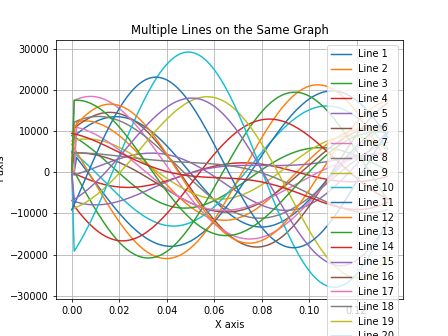 Multiple Lines on the Same Graph
30000
20000
10000
0
-10000
-20000
-30000
0.00
0.02
0.04
0.06
0.08
0.10
X axis
Line 1
Line 2
Line 3
Line 4
Line 5
Line 6
Line 7
Line 8
Line 9
Line 10
Line 11
Line 12
Line 13
Line 14
Line 15
Line 16
Line 17
Line 18
Line 19
Line 20